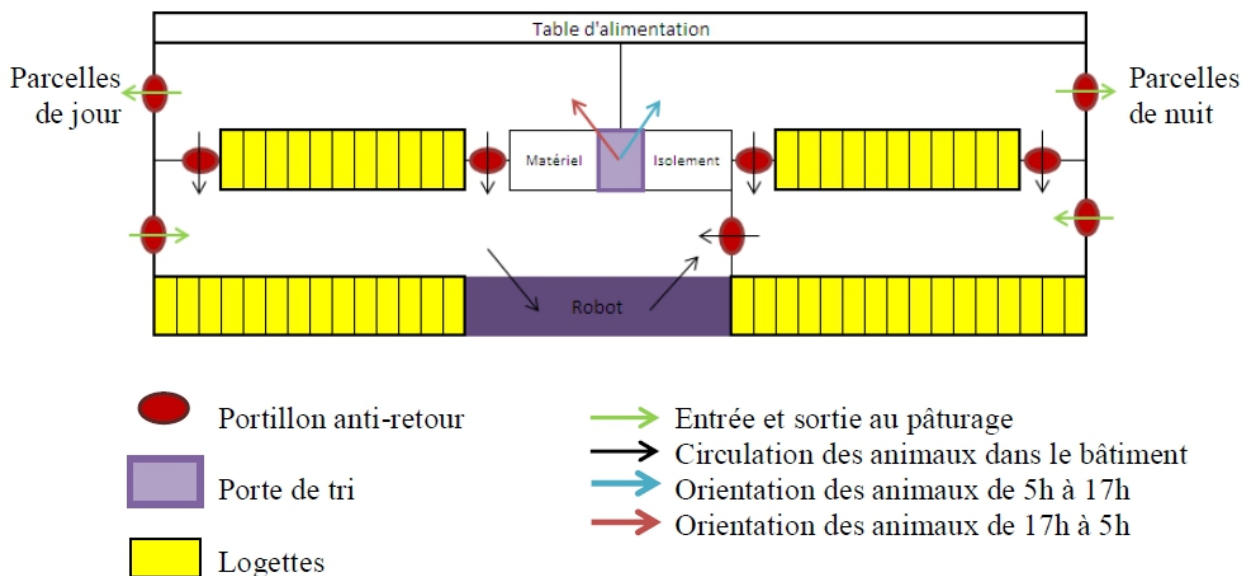 Table d'alimentation
Parcelles
de jour
Parcelles
de nuit
Matériel
Isolement
Robot
Portillon anti-retour
Porte de tri
Logettes
Entrée et sortie au pâturage
Circulation des animaux dans le bâtiment
Orientation des animaux de 5h à 17h
Orientation des animaux de 17h à 5h